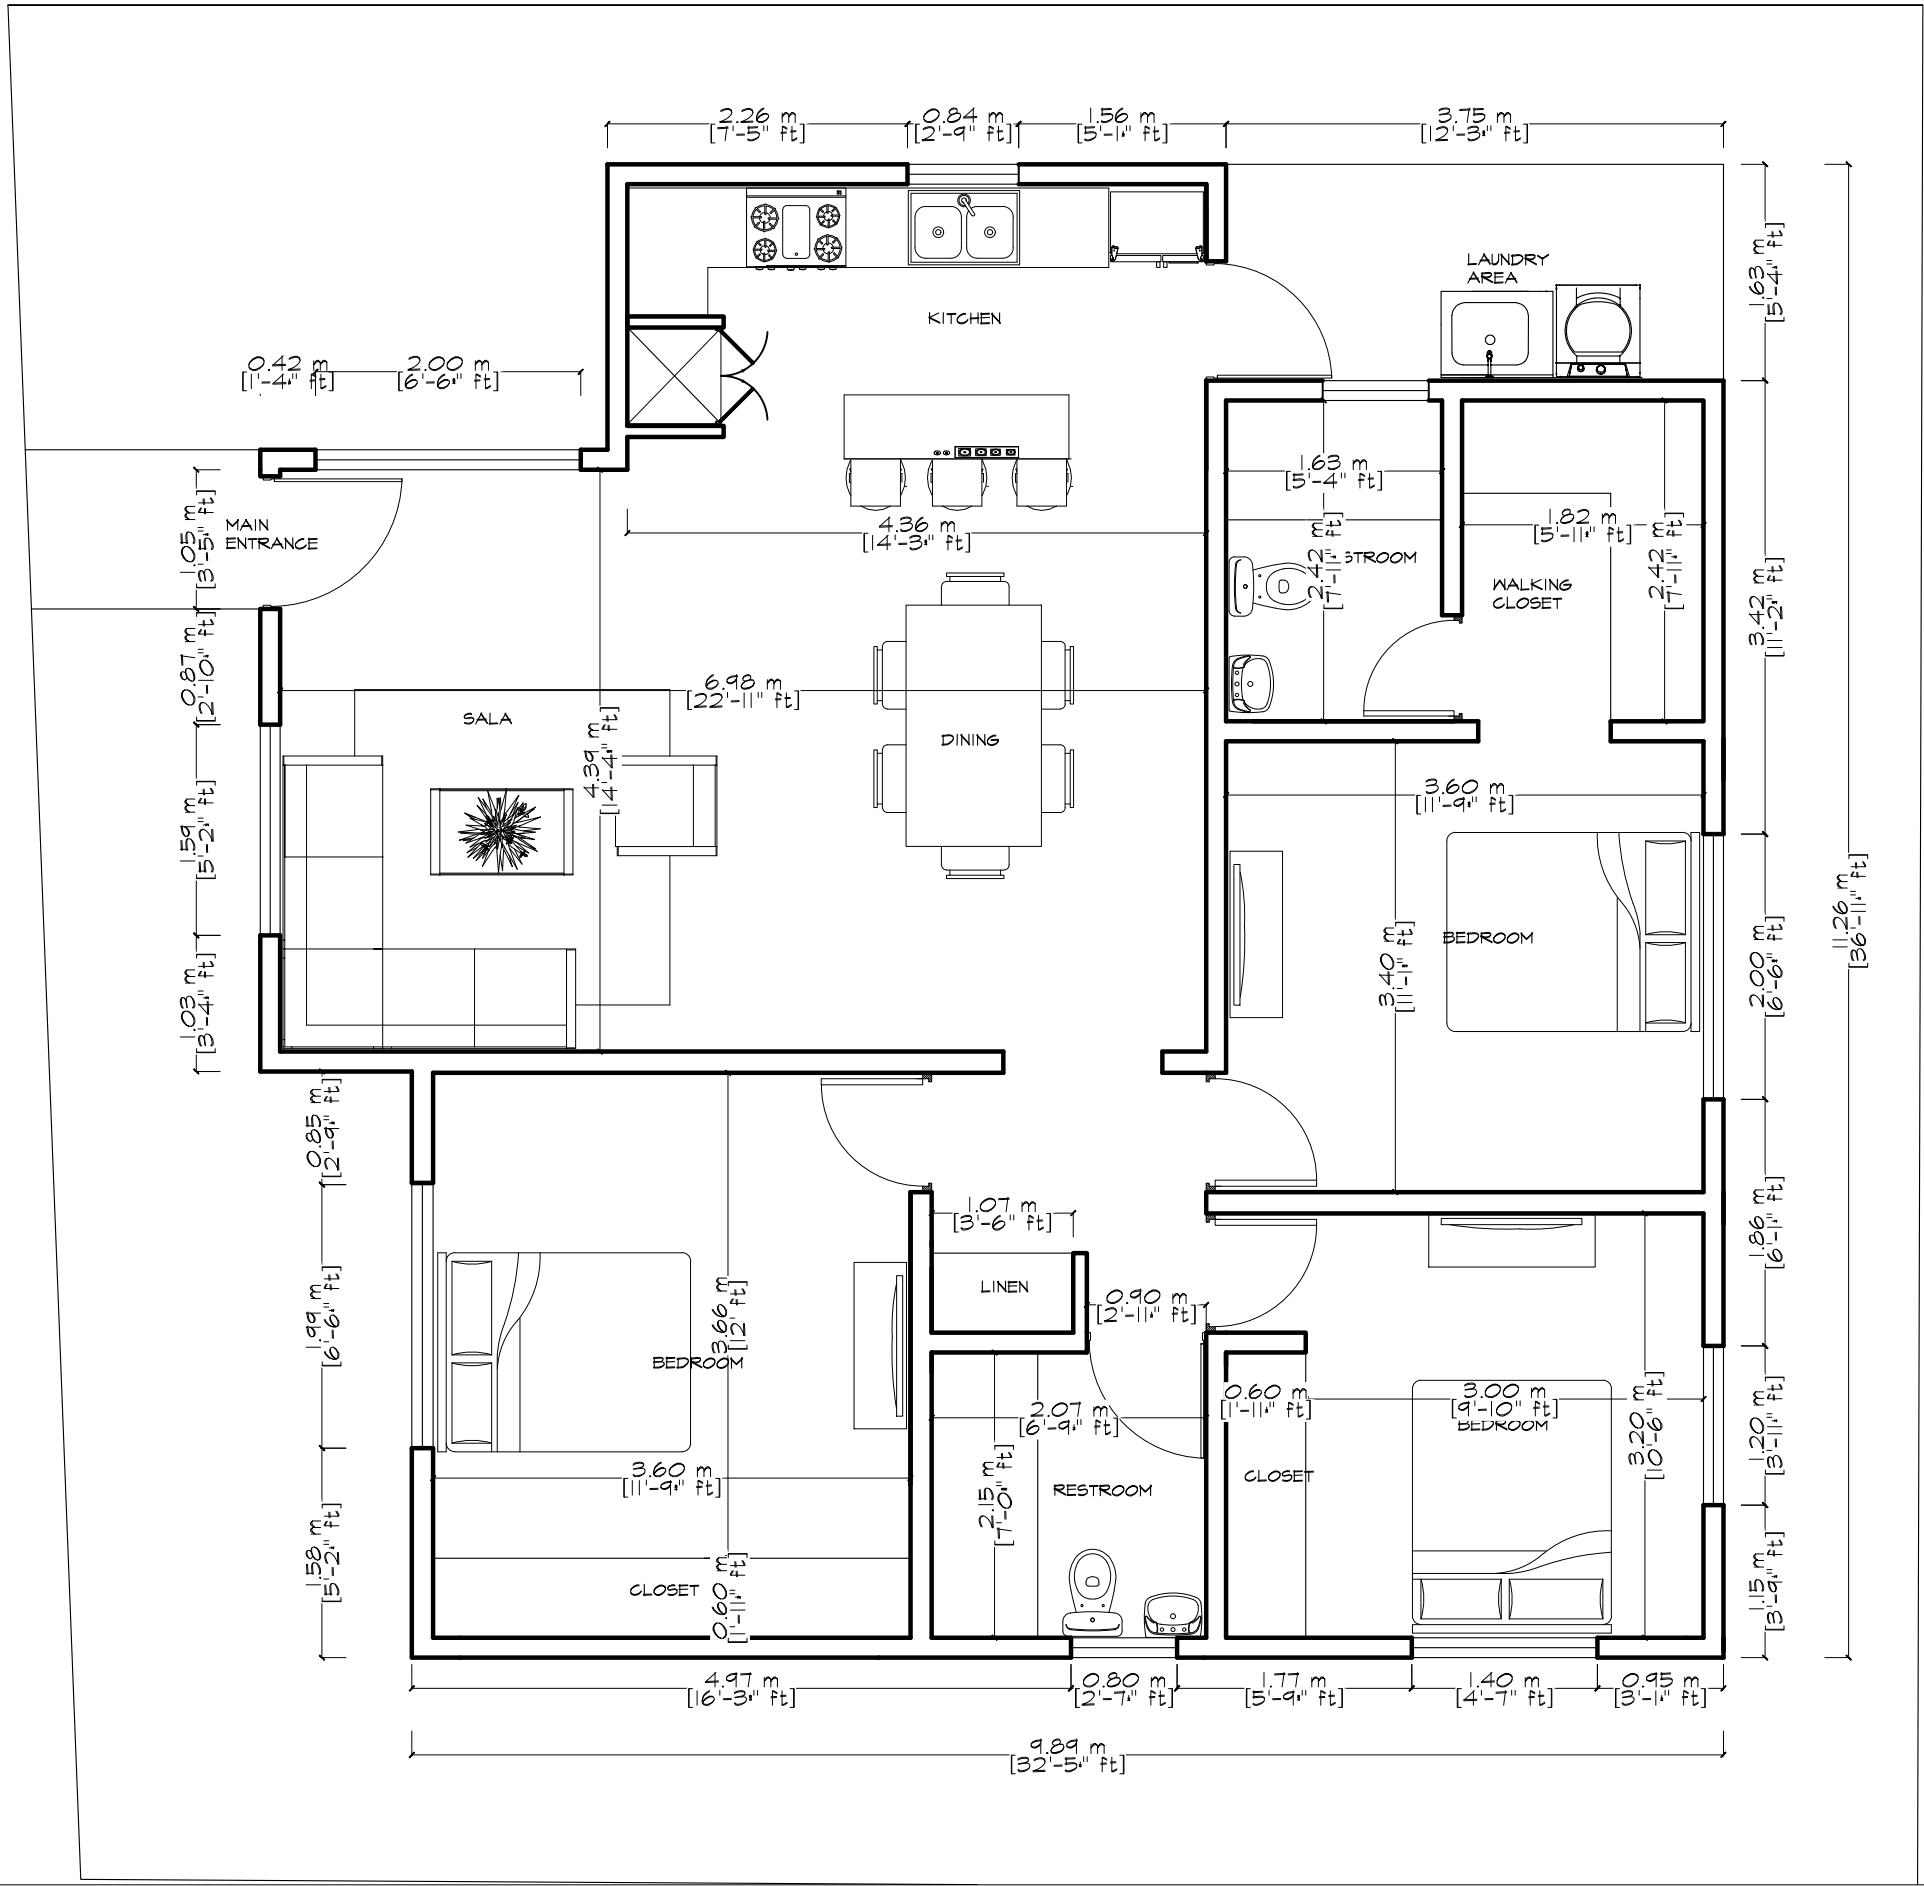 2.26 m
[7'-5" ft]
0.84 m
[2'-9" ft]
1.56 m
[5'-1" ft]
3.75 m
[12'-3" ft]
LAUNDRY
AREA
1.63 m
[5'-4" ft]
KITCHEN
0.42 m
[1'-4" ft]
2.00 m
[6'-6" ft]
1.63 m
[5'-4" ft]
MAIN
ENTRANCE
1.05 m
[3'-5" ft]
4.36 m
[14'-3" ft]
1.82 m
[5'-11" ft]
2.42 m
[7'-11" ft]
STROOM
WALKING
CLOSET
2.42 m
[7'-11" ft]
3.42 m
[11'-2" ft]
0.87 m
[2'-10" ft]
6.98 m
[22'-11" ft]
SALA
DINING
4.39 m
[14'-4" ft]
3.60 m
[11'-9" ft]
1.59 m
[5'-2" ft]
11.26 m
[36'-11" ft]
BEDROOM
3.40 m
[11'-1" ft]
2.00 m
[6'-6" ft]
1.03 m
[3'-4" ft]
0.85 m
[2'-9" ft]
1.07 m
[3'-6" ft]
1.86 m
[6'-1" ft]
LINEN
0.90 m
[2'-11" ft]
1.99 m
[6'-6" ft]
3.66 m
[12' ft]
BEDROOM
0.60 m
[1'-11" ft]
3.00 m
[9'-10" ft]
BEDROOM
2.07 m
[6'-9" ft]
3.20 m
[10'-6" ft]
1.20 m
[3'-11" ft]
3.60 m
[11'-9" ft]
CLOSET
RESTROOM
2.15 m
[7'-0" ft]
1.58 m
[5'-2" ft]
CLOSET
0.60 m
[1'-11" ft]
1.15 m
[3'-9" ft]
4.97 m
[16'-3" ft]
0.80 m
[2'-7" ft]
1.77 m
[5'-9" ft]
1.40 m
[4'-7" ft]
0.95 m
[3'-1" ft]
9.89 m
[32'-5" ft]